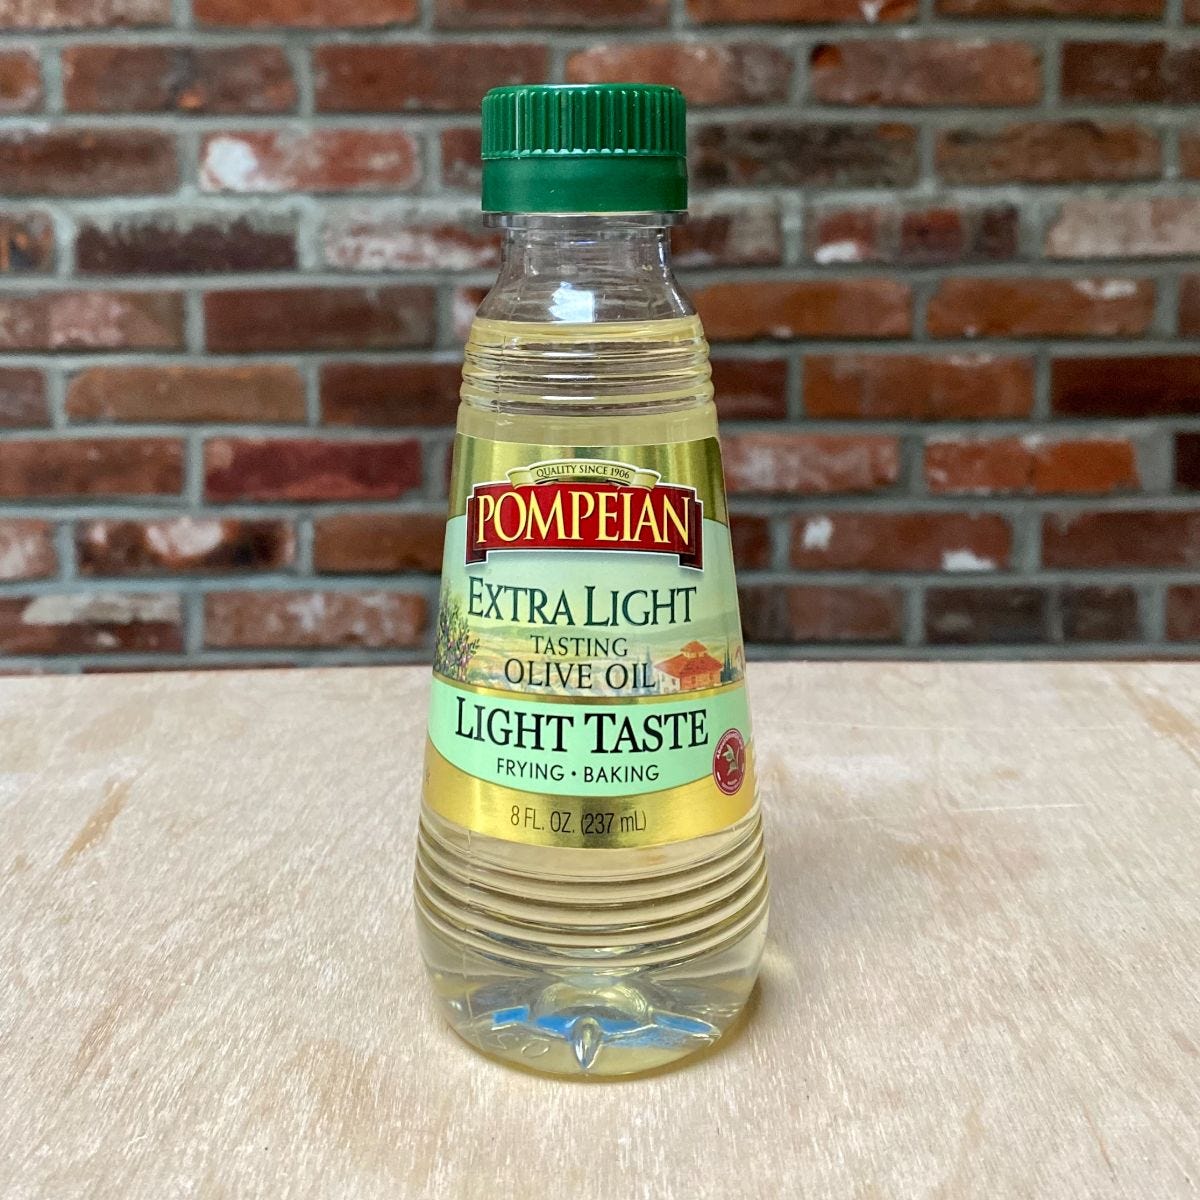 QUALITY SINCE 1906
POMPEIAN
EXTRA LIGHT
TASTING
OLIVE OIL
LIGHT TASTE
FRYING • BAKING
8 FL. OZ. (237 mL)